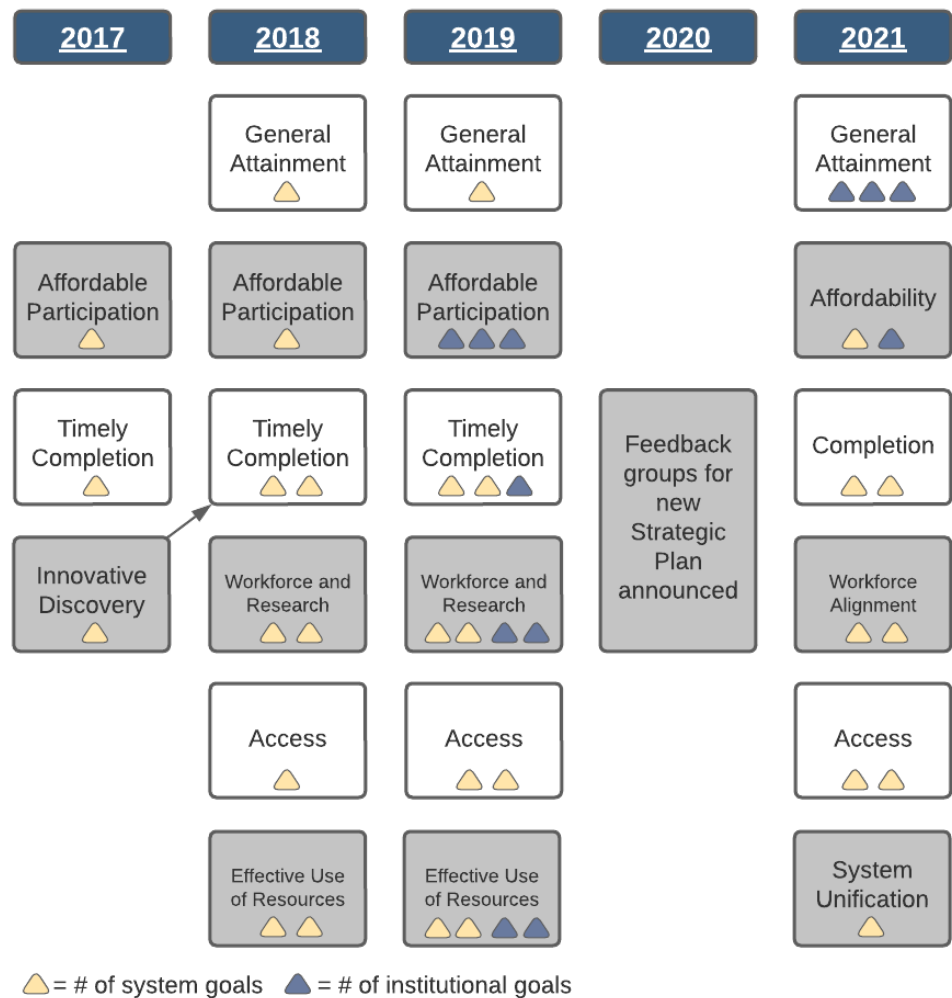 2017
2018
2019
2020
2021
General
Attainment
General
Attainment
General
Attainment
Affordable
Participation
Affordable
Participation
Affordable
Participation
Affordability
Timely
Completion
Timely
Completion
Timely
Completion
Feedback
groups for
new
Strategic
Plan
announced
Completion
Innovative
Discovery
Workforce and
Research
Workforce and
Research
Workforce
Alignment
Access
Access
Access
Effective Use
of Resources
Effective Use
of Resources
System
Unification
= # of system goals
= # of institutional goals